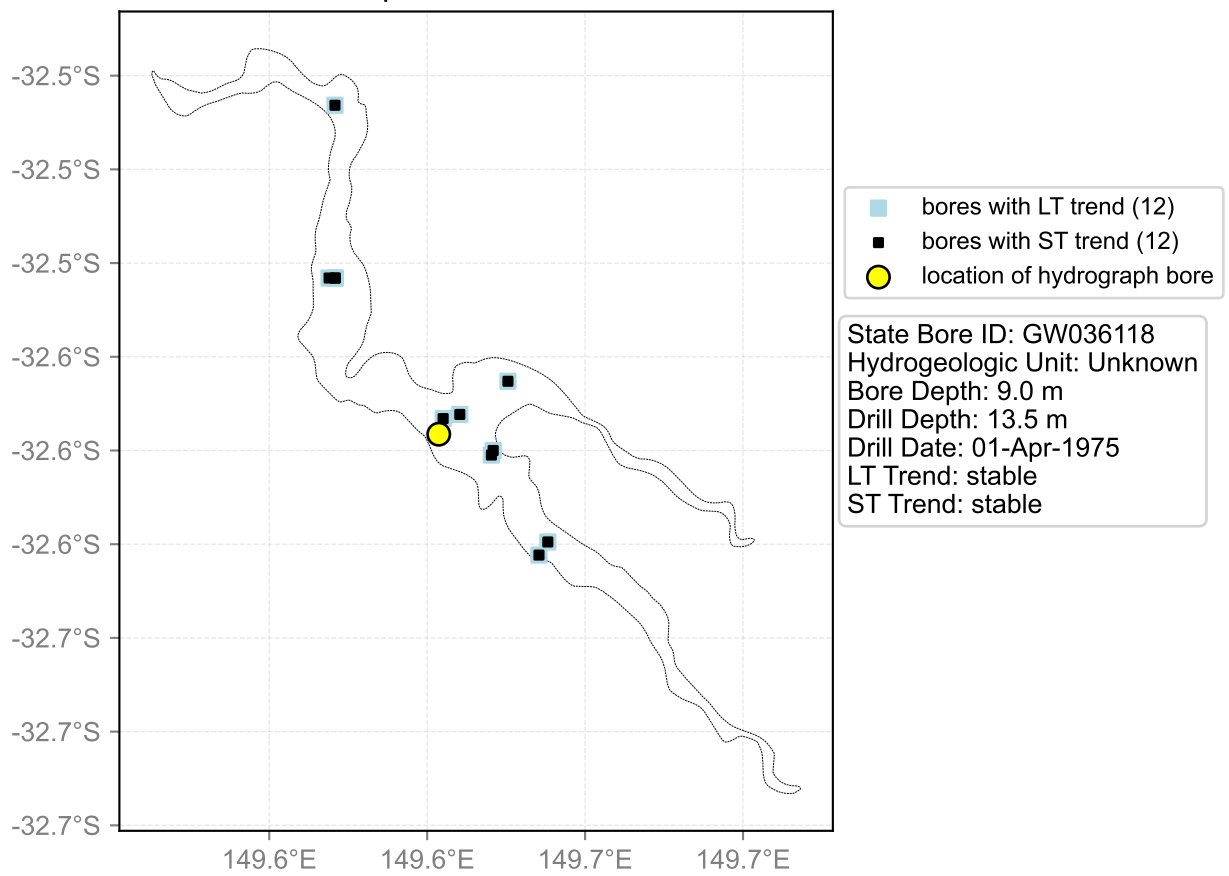 -32.5°S
-32.5°S
-32.5°S
-32.6°S
-32.6°S
-32.6°S
-32.7°S
-32.7°S
-32.7°S
149.6°E
149.6°E
149.7°E
149.7°E
bores with LT trend (12)
bores with ST trend (12)
location of hydrograph bore
State Bore ID: GW036118
Hydrogeologic Unit: Unknown
Bore Depth: 9.0 m
Drill Depth: 13.5 m
Drill Date: 01-Apr-1975
LT Trend: stable
ST Trend: stable